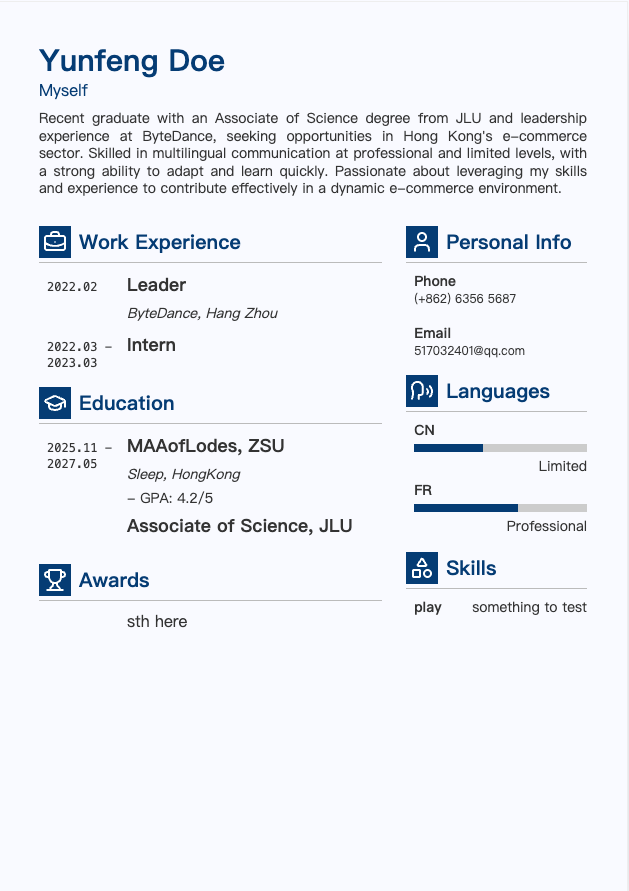 Yunfeng Doe
Myself
Recent graduate with an Associate of Science degree from JLU and leadership
experience at ByteDance, seeking opportunities in Hong Kong's e-commerce
sector. Skilled in multilingual communication at professional and limited levels, with
a strong ability to adapt and learn quickly. Passionate about leveraging my skills
and experience to contribute effectively in a dynamic e-commerce environment.
Work Experience
2022.02 Leader
ByteDance, Hang Zhou
2022.03 – Intern
2023.03
Education
2025.11 – MAAofLodes, ZSU
2027.05
Sleep, HongKong
– GPA: 4.2/5
Associate of Science, JLU
Awards
sth here
Personal Info
Phone
(+862) 6356 5687
Email
517032401@qq.com
Languages
CN
Limited
FR
Professional
Skills
play something to test